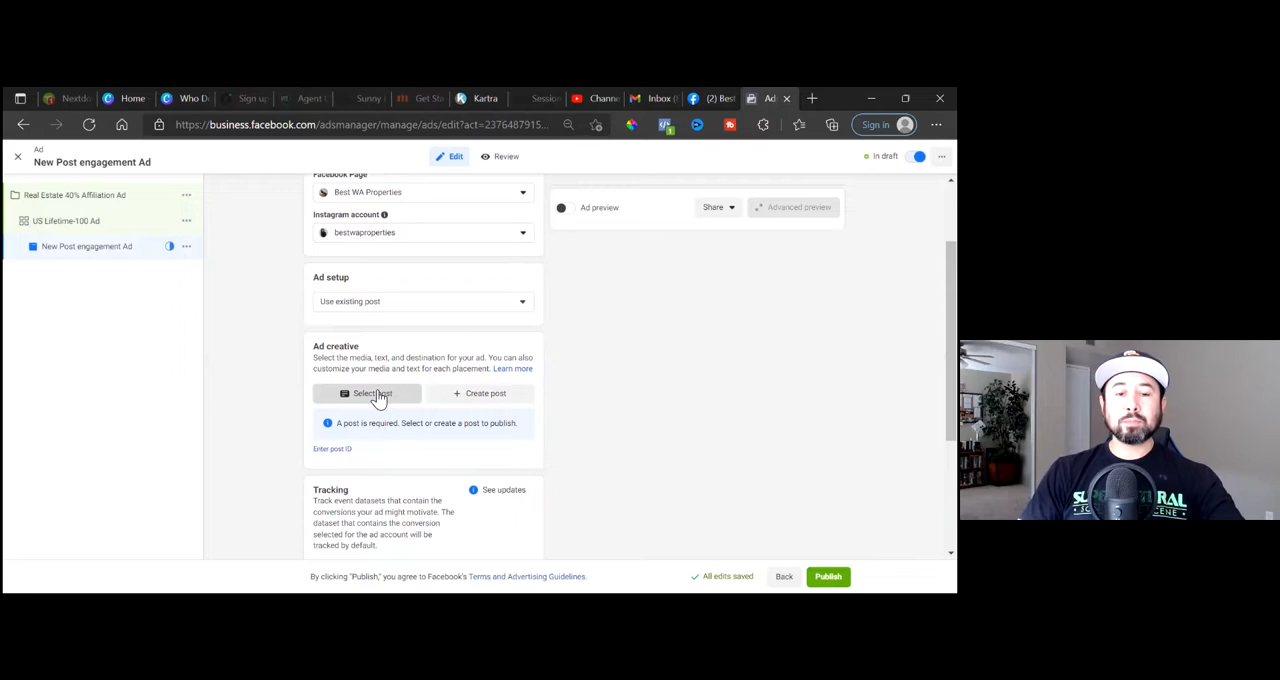 Nextdo
Home
Who D
Sign up
Agent I
Sunny
Get Sta
Kartra
Session
Channe
Inbox (
(2) Best
Ad
https://business.facebook.com/adsmanager/manage/ads/edit?act=2376487915...
1
Sign in
Ad
New Post engagement Ad
Edit
Review
In draft
Real Estate 40% Affiliation Ad
US Lifetime-100 Ad
New Post engagement Ad
Facebook Page
Best WA Properties
Instagram account
bestwaproperties
Ad setup
Use existing post
Ad creative
Select the media, text, and destination for your ad. You can also
customize your media and text for each placement. Learn more
Select post
+ Create post
A post is required. Select or create a post to publish.
Enter post ID
Tracking
See updates
Track event datasets that contain the
conversions your ad might motivate. The
dataset that contains the conversion
selected for the ad account will be
tracked by default.
Ad preview
Share
Advanced preview
By clicking "Publish," you agree to Facebook's Terms and Advertising Guidelines.
All edits saved
Back
Publish